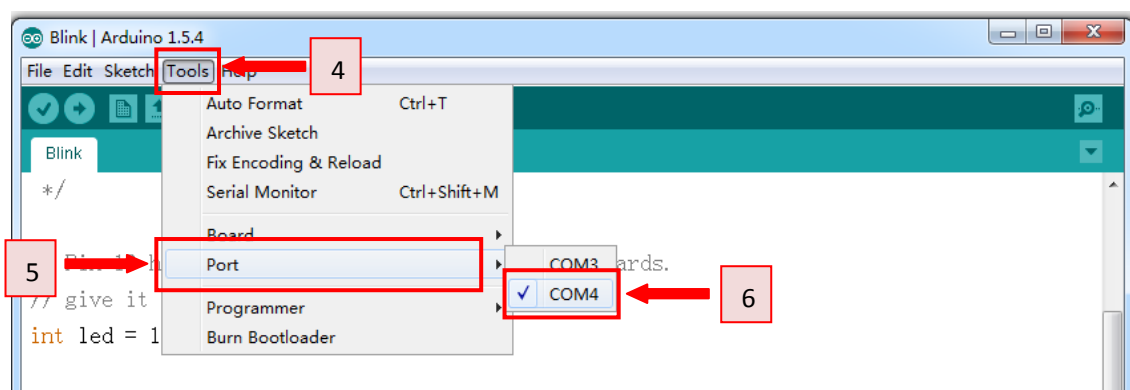 Blink | Arduino 1.5.4
File Edit Sketch Tools Help
4
Auto Format Ctrl+T
Archive Sketch
Fix Encoding & Reload
Serial Monitor Ctrl+Shift+M
Board
Port
Programmer
Burn Bootloader
5
COM3
COM4
6
Blink
*/
ards.
// give it
int led = 1